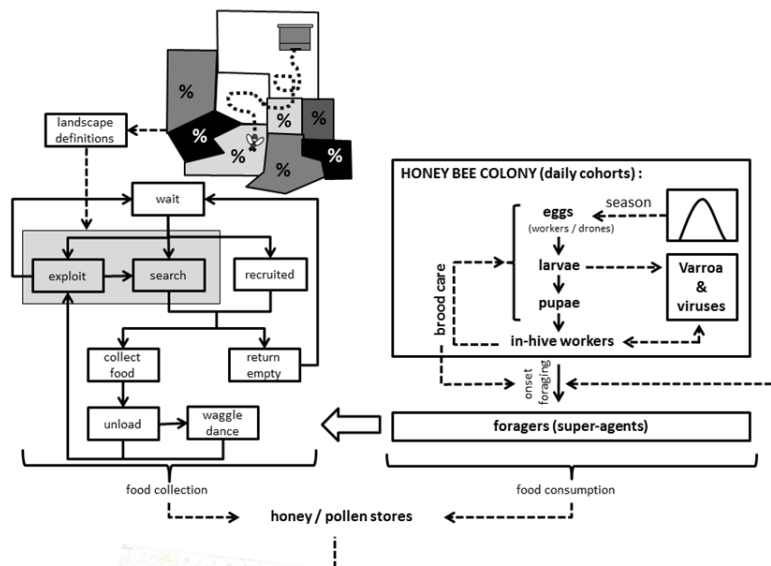 %
%
%
%
%
%
landscape
definitions
wait
exploit
search
recruited
collect
food
return
empty
unload
waggle
dance
food collection
HONEY BEE COLONY (daily cohorts) :
season
eggs
(workers / drones)
larvae
pupae
in-hive workers
brood care
Varroa
&
viruses
onset
foraging
foragers (super-agents)
food consumption
honey / pollen stores